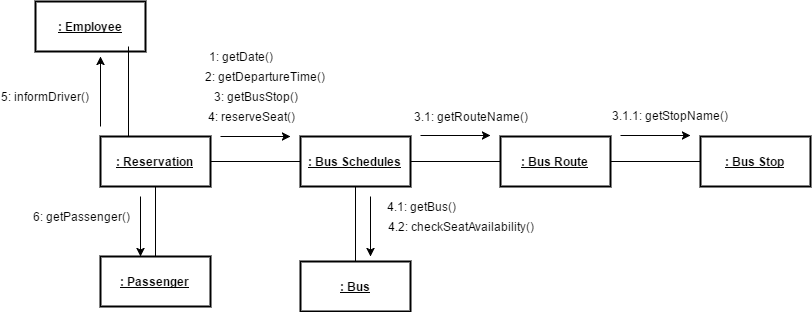 : Employee
1: getDate()
2: getDepartureTime()
5: informDriver()
3: getBusStop()
4: reserveSeat()
3.1: getRouteName()
3.1.1: getStopName()
: Reservation
: Bus Schedules
: Bus Route
: Bus Stop
6: getPassenger()
4.1: getBus()
4.2: checkSeatAvailability()
: Passenger
: Bus